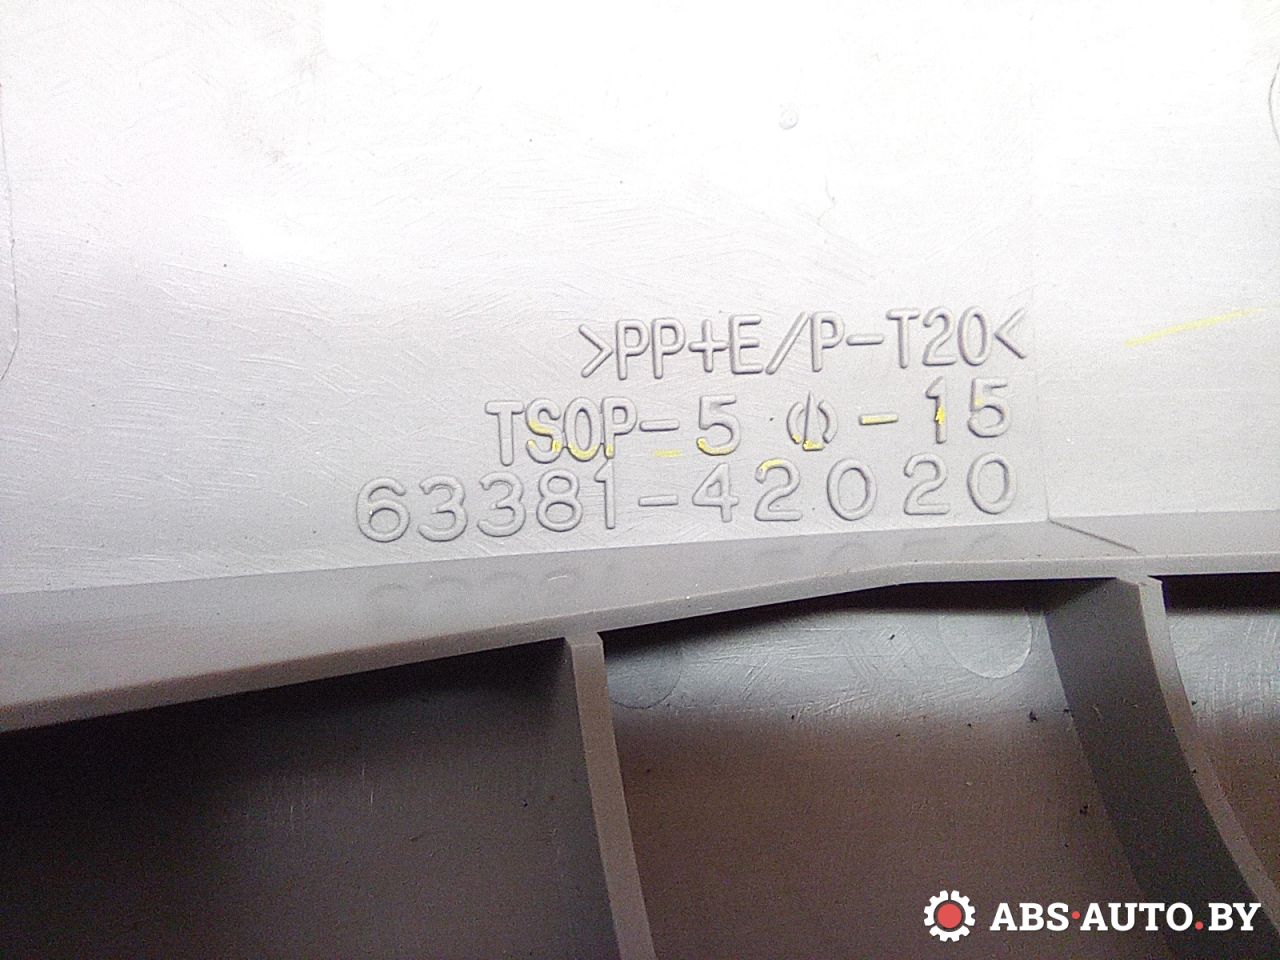 >PP+E/P-T20<
TSOP-5 -15
63381-42020
ABS·AUTO.BY